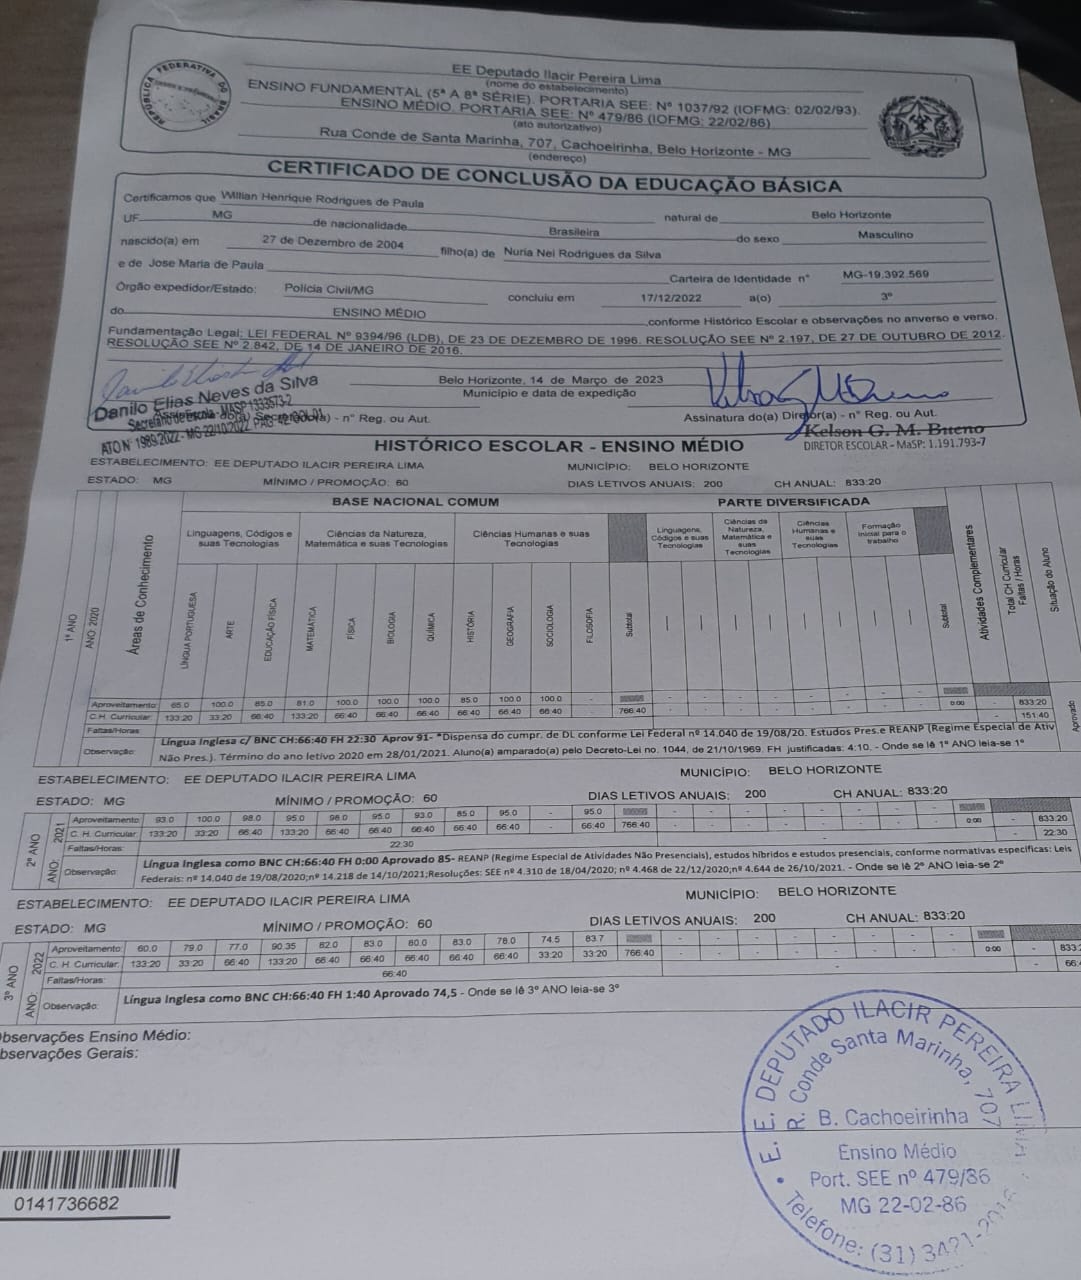 REPÚBLICA FEDERATIVA DO BRASIL
EE Deputado Ilacir Pereira Lima
(nome do estabelecimento)
ENSINO FUNDAMENTAL (5ª A 8ª SÉRIE). PORTARIA SEE: Nº 1037/92 (IOFMG: 02/02/93).
ENSINO MÉDIO. PORTARIA SEE: Nº 479/86 (IOFMG: 22/02/86)
(ato autorizativo)
Rua Conde de Santa Marinha, 707, Cachoeirinha, Belo Horizonte - MG
(endereço)
CERTIFICADO DE CONCLUSÃO DA EDUCAÇÃO BÁSICA
Certificamos que Willian Henrique Rodrigues de Paula
UF MG de nacionalidade Brasileira natural de Belo Horizonte
nascido(a) em 27 de Dezembro de 2004 do sexo Masculino
filho(a) de Nuria Nei Rodrigues da Silva
e de Jose Maria de Paula Carteira de Identidade n° MG-19.392.569
Órgão expedidor/Estado: Polícia Civil/MG concluiu em 17/12/2022 a(o) 3º
do ENSINO MÉDIO ,conforme Histórico Escolar e observações no anverso e verso.
Fundamentação Legal: LEI FEDERAL Nº 9394/96 (LDB), DE 23 DE DEZEMBRO DE 1996. RESOLUÇÃO SEE Nº 2.197, DE 27 DE OUTUBRO DE 2012.
RESOLUÇÃO SEE Nº 2.842, DE 14 DE JANEIRO DE 2016.
Belo Horizonte, 14 de Março de 2023
Município e data de expedição
Danilo Elias Neves da Silva
Secretário de Escola - MASP 1333573-2
- n° Reg. ou Aut.
ATO N° 1989/2022 - MG 22/10/2022 PAG.
Assinatura do(a) Diretor(a) - n° Reg. ou Aut.
Kelson G. M. Bueno
DIRETOR ESCOLAR - MaSP: 1.191.793-7
HISTÓRICO ESCOLAR - ENSINO MÉDIO
ESTABELECIMENTO: EE DEPUTADO ILACIR PEREIRA LIMA MUNICÍPIO: BELO HORIZONTE
ESTADO: MG MÍNIMO / PROMOÇÃO: 60 DIAS LETIVOS ANUAIS: 200 CH ANUAL: 833:20
BASE NACIONAL COMUM PARTE DIVERSIFICADA
Linguagens, Códigos e suas Tecnologias
Ciências da Natureza, Matemática e suas Tecnologias
Ciências Humanas e suas Tecnologias
Linguagens, Códigos e suas Tecnologias
Ciências da Natureza, Matemática e suas Tecnologias
Ciências Humanas e suas Tecnologias
Formação Inicial para o trabalho
1º ANO
ANO 2020
Áreas de Conhecimento
LÍNGUA PORTUGUESA
ARTE
EDUCAÇÃO FÍSICA
MATEMÁTICA
FÍSICA
BIOLOGIA
QUÍMICA
HISTÓRIA
GEOGRAFIA
SOCIOLOGIA
FILOSOFIA
Subtotal
Subtotal
Atividades Complementares
Total CH Curricular
Faltas / Horas
Situação do Aluno
Aproveitamento: 65.0 100.0 85.0 81.0 100.0 100.0 100.0 85.0 100.0 100.0 - - - - - - - - 0:00 833:20
C.H. Curricular: 133:20 33:20 66:40 133:20 66:40 66:40 66:40 66:40 66:40 66:40 - 766:40 - - - - - - - - 151:40
Aprovado
Faltas/Horas
Observação: Língua Inglesa c/ BNC CH:66:40 FH 22:30 Aprov 91- *Dispensa do cumpr. de DL conforme Lei Federal nº 14.040 de 19/08/20. Estudos Pres.e REANP (Regime Especial de Ativ
Não Pres.). Término do ano letivo 2020 em 28/01/2021. Aluno(a) amparado(a) pelo Decreto-Lei no. 1044, de 21/10/1969. FH justificadas: 4:10. - Onde se lê 1º ANO leia-se 1º
ESTABELECIMENTO: EE DEPUTADO ILACIR PEREIRA LIMA MUNICÍPIO: BELO HORIZONTE
ESTADO: MG MÍNIMO / PROMOÇÃO: 60 DIAS LETIVOS ANUAIS: 200 CH ANUAL: 833:20
2º ANO
ANO: 2021
Aproveitamento: 93.0 100.0 98.0 95.0 98.0 95.0 93.0 85.0 95.0 - 95.0 - - - - - - - 0:00 - 833:20
C. H. Curricular: 133:20 33:20 66:40 133:20 66:40 66:40 66:40 66:40 66:40 - 66:40 766:40 - - - - - - - - 22:30
Faltas/Horas: 22:30 -
Observação: Língua Inglesa como BNC CH:66:40 FH 0:00 Aprovado 85- REANP (Regime Especial de Atividades Não Presenciais), estudos híbridos e estudos presenciais, conforme normativas específicas: Leis
Federais: nº 14.040 de 19/08/2020;nº 14.218 de 14/10/2021;Resoluções: SEE nº 4.310 de 18/04/2020; nº 4.468 de 22/12/2020;nº 4.644 de 26/10/2021. - Onde se lê 2º ANO leia-se 2º
ESTABELECIMENTO: EE DEPUTADO ILACIR PEREIRA LIMA MUNICÍPIO: BELO HORIZONTE
ESTADO: MG MÍNIMO / PROMOÇÃO: 60 DIAS LETIVOS ANUAIS: 200 CH ANUAL: 833:20
3º ANO
ANO: 2022
Aproveitamento: 60.0 79.0 77.0 90.35 82.0 83.0 80.0 83.0 78.0 74.5 83.7 - - - - - - - 0:00 - 833:
C. H. Curricular: 133:20 33:20 66:40 133:20 66:40 66:40 66:40 66:40 66:40 33:20 33:20 766:40 - - - - - - - - 66:
Faltas/Horas: 66:40 -
Observação: Língua Inglesa como BNC CH:66:40 FH 1:40 Aprovado 74,5 - Onde se lê 3º ANO leia-se 3º
bservações Ensino Médio:
bservações Gerais:
0141736682
E. E. DEPUTADO ILACIR PEREIRA LIMA
R. Conde Santa Marinha, 707
B. Cachoeirinha
Ensino Médio
Port. SEE nº 479/86
MG 22-02-86
Telefone: (31) 3421-